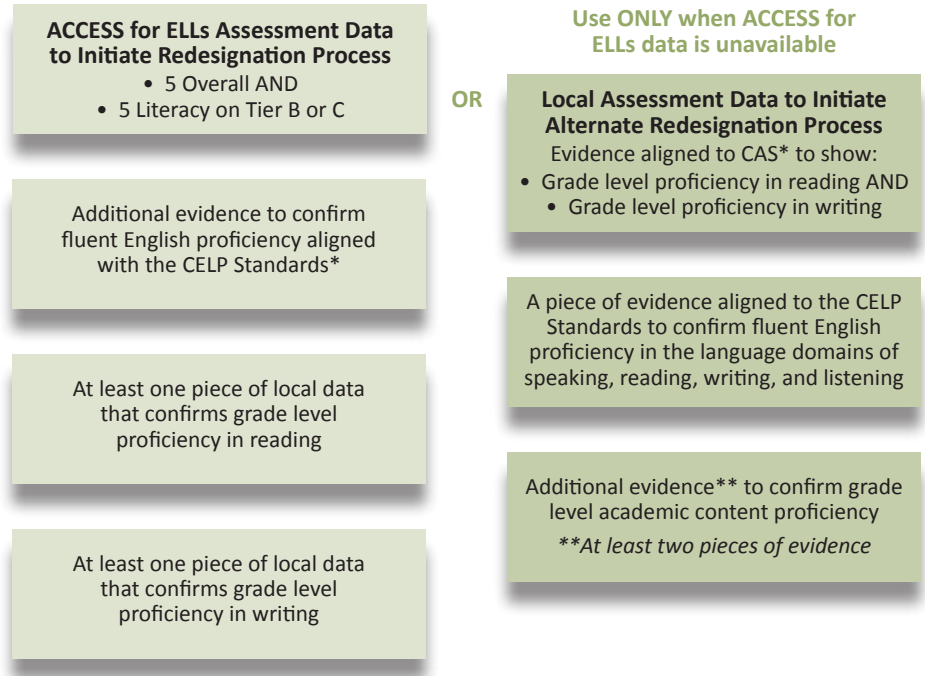 ACCESS for ELLs Assessment Data
to Initiate Redesignation Process
• 5 Overall AND
• 5 Literacy on Tier B or C
Additional evidence to confirm
fluent English proficiency aligned
with the CELP Standards*
At least one piece of local data
that confirms grade level
proficiency in reading
At least one piece of local data
that confirms grade level
proficiency in writing
OR
Use ONLY when ACCESS for
ELLs data is unavailable
Local Assessment Data to Initiate
Alternate Redesignation Process
Evidence aligned to CAS* to show:
• Grade level proficiency in reading AND
• Grade level proficiency in writing
A piece of evidence aligned to the CELP
Standards to confirm fluent English
proficiency in the language domains of
speaking, reading, writing, and listening
Additional evidence** to confirm grade
level academic content proficiency
**At least two pieces of evidence